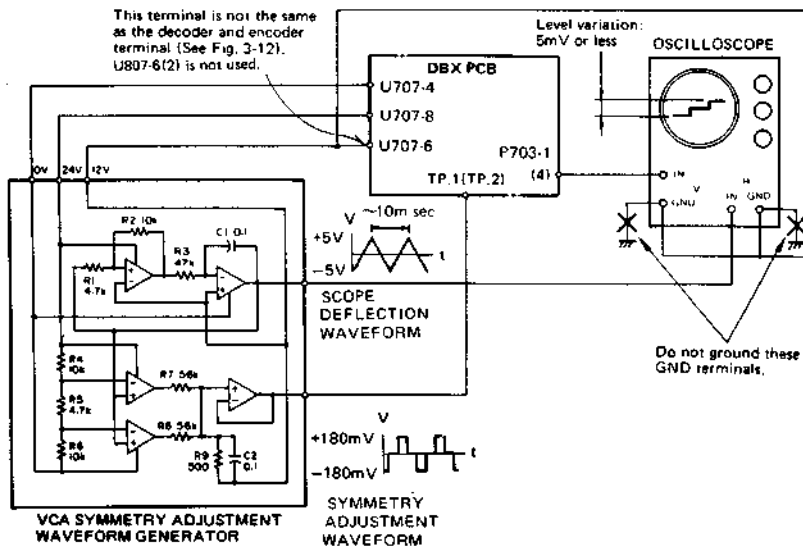 This terminal is not the same
as the decoder and encoder
terminal (See Fig. 3-12).
U807-6(2) is not used.
Level variation:
5mV or less
OSCILLOSCOPE
DBX PCB
U707-4
U707-8
U707-6
P703-1
(4)
TP.1(TP.2)
0V 24V 12V
IN
V
GND
H
IN GND
R2 10k
C1 0.1
R3
47k
R1
4.7k
V
~10m sec
+5V
-5V
t
SCOPE
DEFLECTION
WAVEFORM
Do not ground these
GND terminals.
R4
10k
R5
4.7k
R6
10k
R7 56k
R8 56k
R9
500
C2
0.1
V
+180mV
-180mV
t
VCA SYMMETRY ADJUSTMENT
WAVEFORM GENERATOR
SYMMETRY
ADJUSTMENT
WAVEFORM